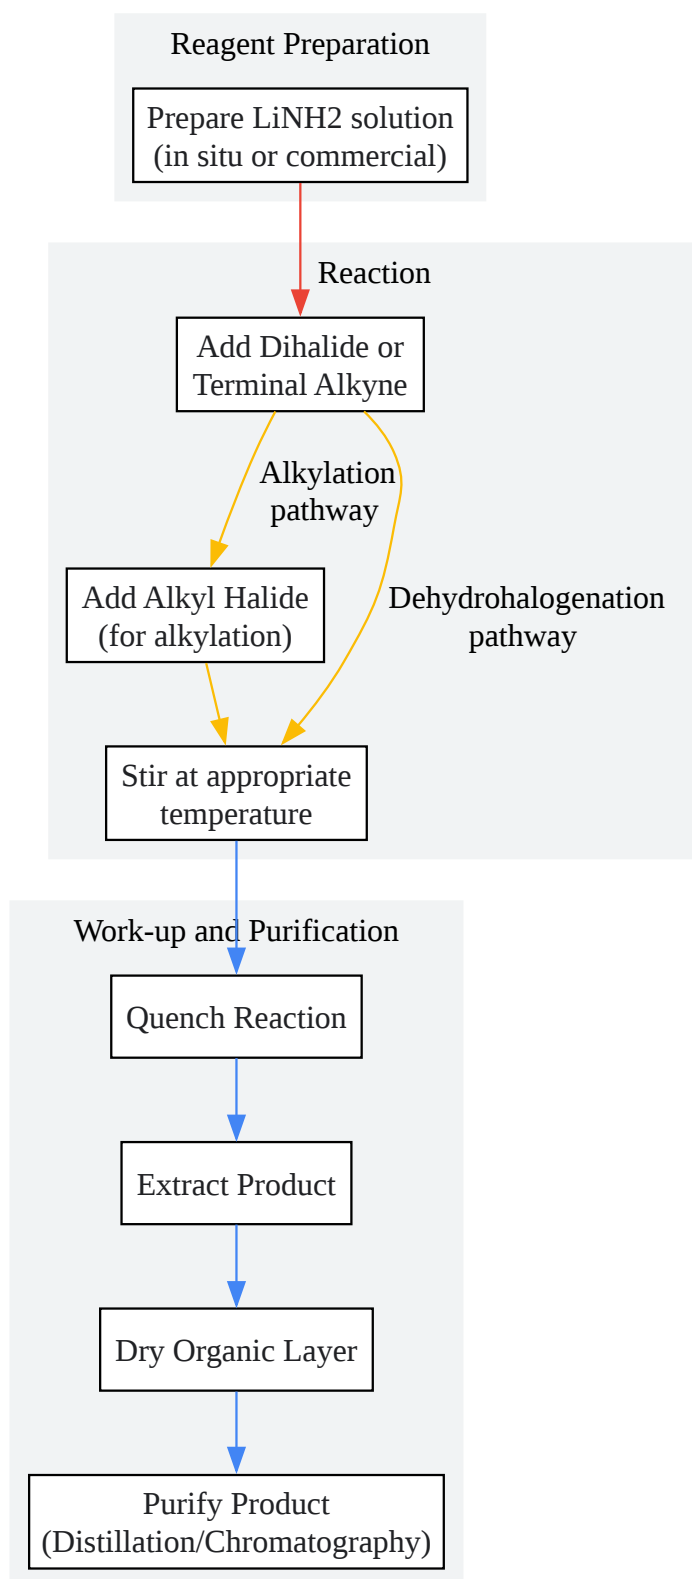 Reagent Preparation
Prepare LiNH2 solution
(in situ or commercial)
Reaction
Add Dihalide or
Terminal Alkyne
Alkylation
pathway
Add Alkyl Halide
(for alkylation)
Dehydrohalogenation
pathway
Stir at appropriate
temperature
Work-up and Purification
Quench Reaction
Extract Product
Dry Organic Layer
Purify Product
(Distillation/Chromatography)